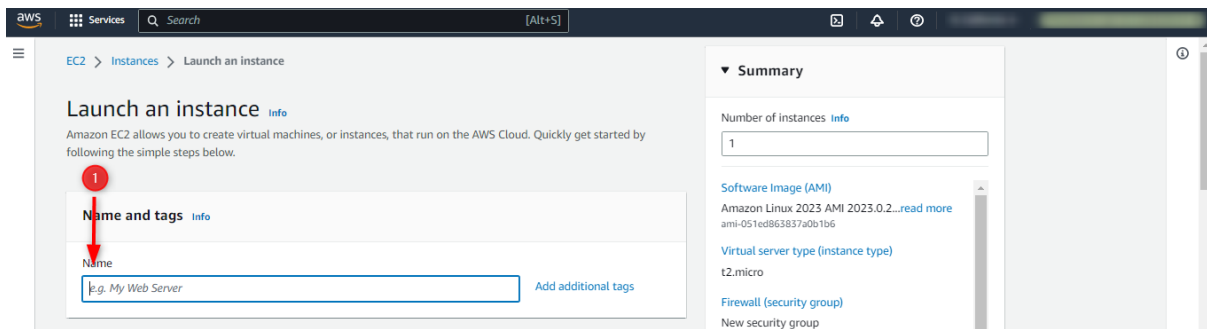 aws
Services
Search
[Alt+S]
EC2 > Instances > Launch an instance
Launch an instance Info
Amazon EC2 allows you to create virtual machines, or instances, that run on the AWS Cloud. Quickly get started by
following the simple steps below.
1
Name and tags Info
Name
e.g. My Web Server
Add additional tags
Summary
Number of instances Info
1
Software Image (AMI)
Amazon Linux 2023 AMI 2023.0.2...read more
ami-051ed863837a0b1b6
Virtual server type (instance type)
t2.micro
Firewall (security group)
New security group